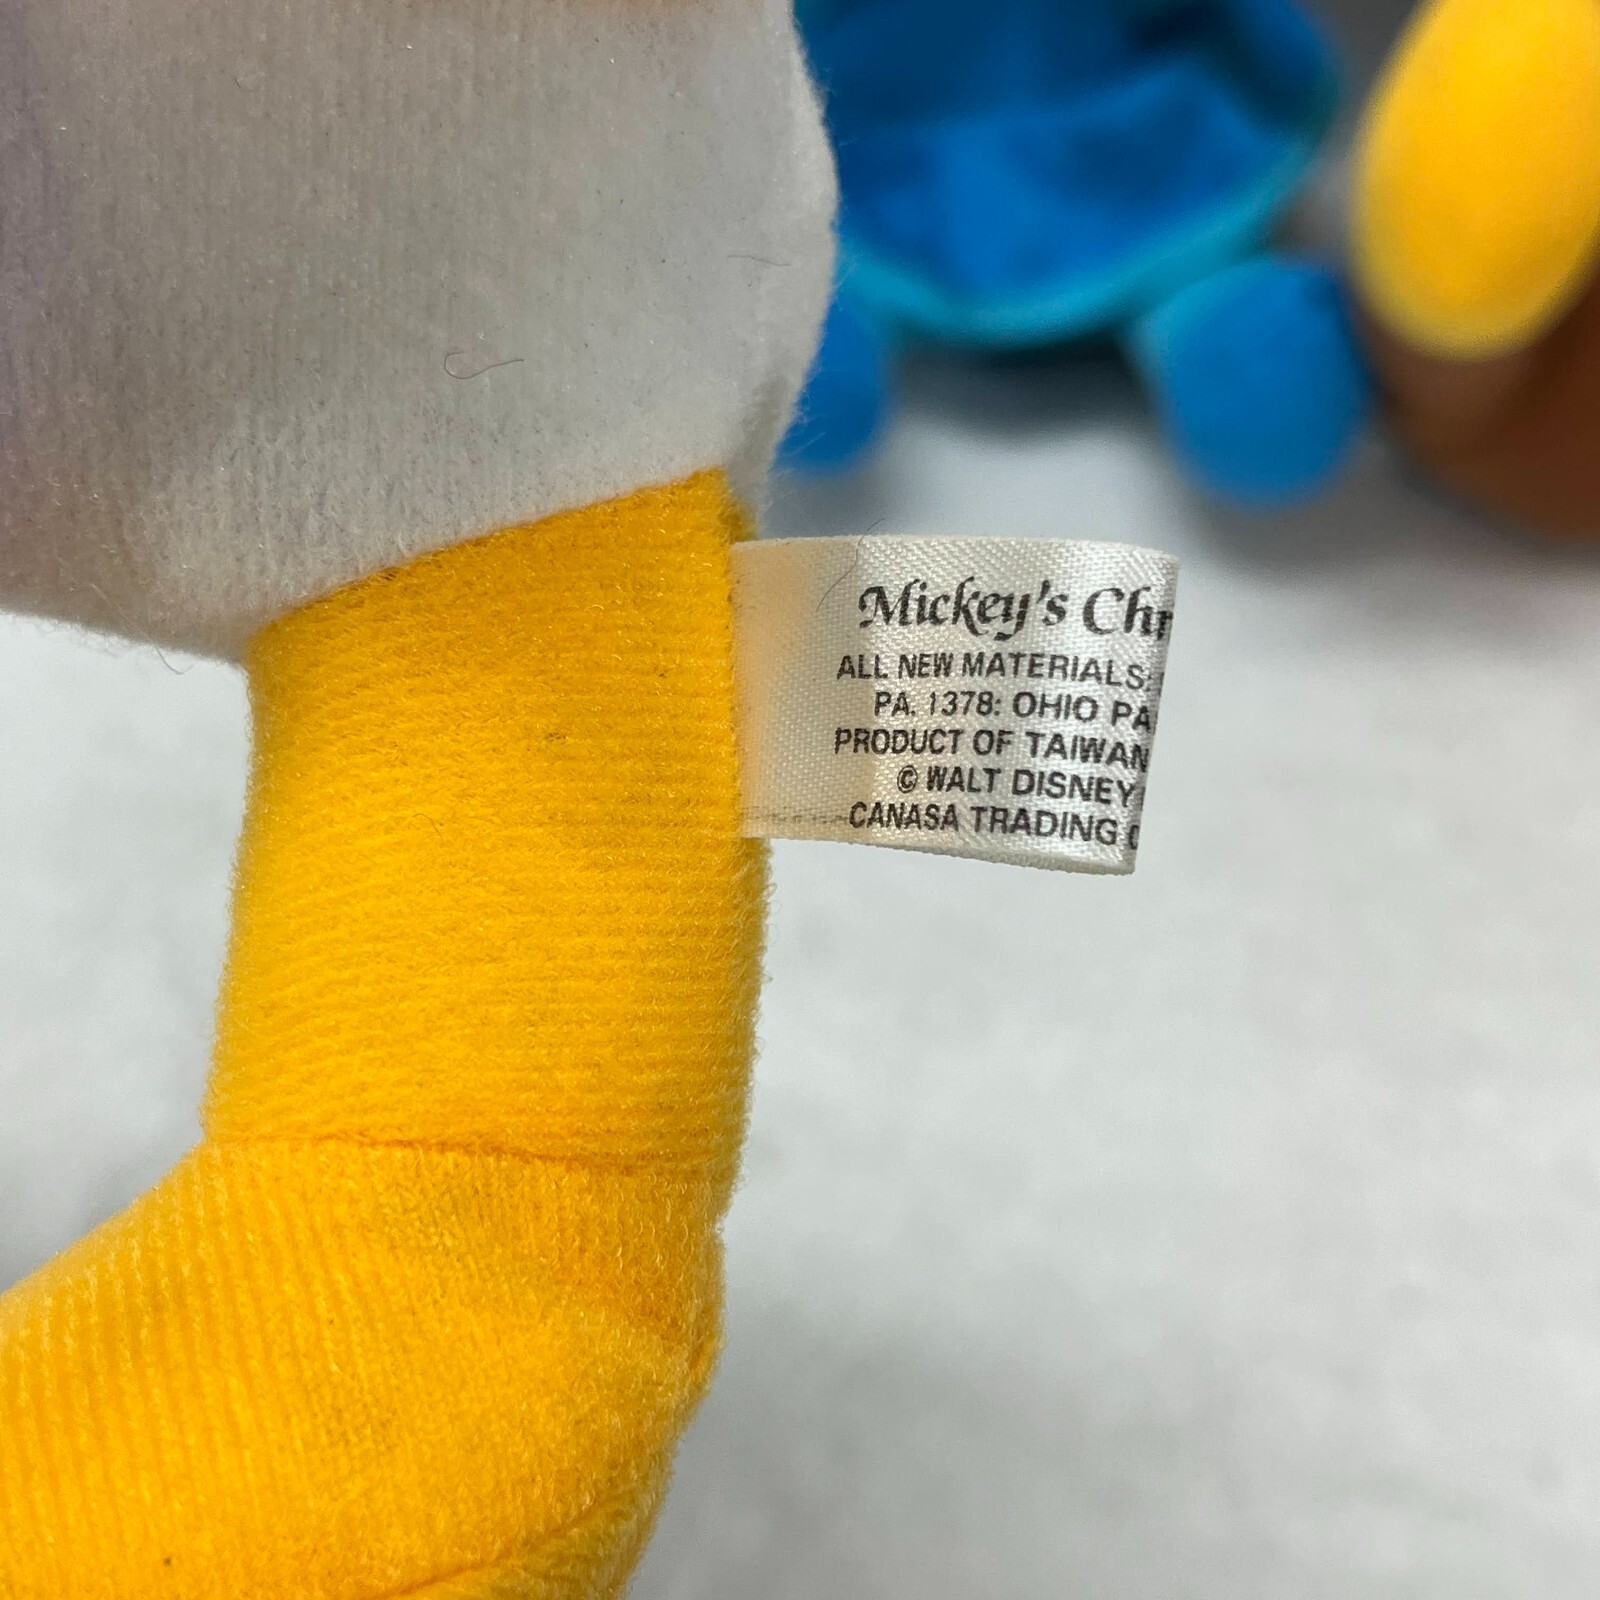 Mickey's Chr
ALL NEW MATERIALS:
PA. 1378: OHIO PA
PRODUCT OF TAIWAN
© WALT DISNEY
CANASA TRADING